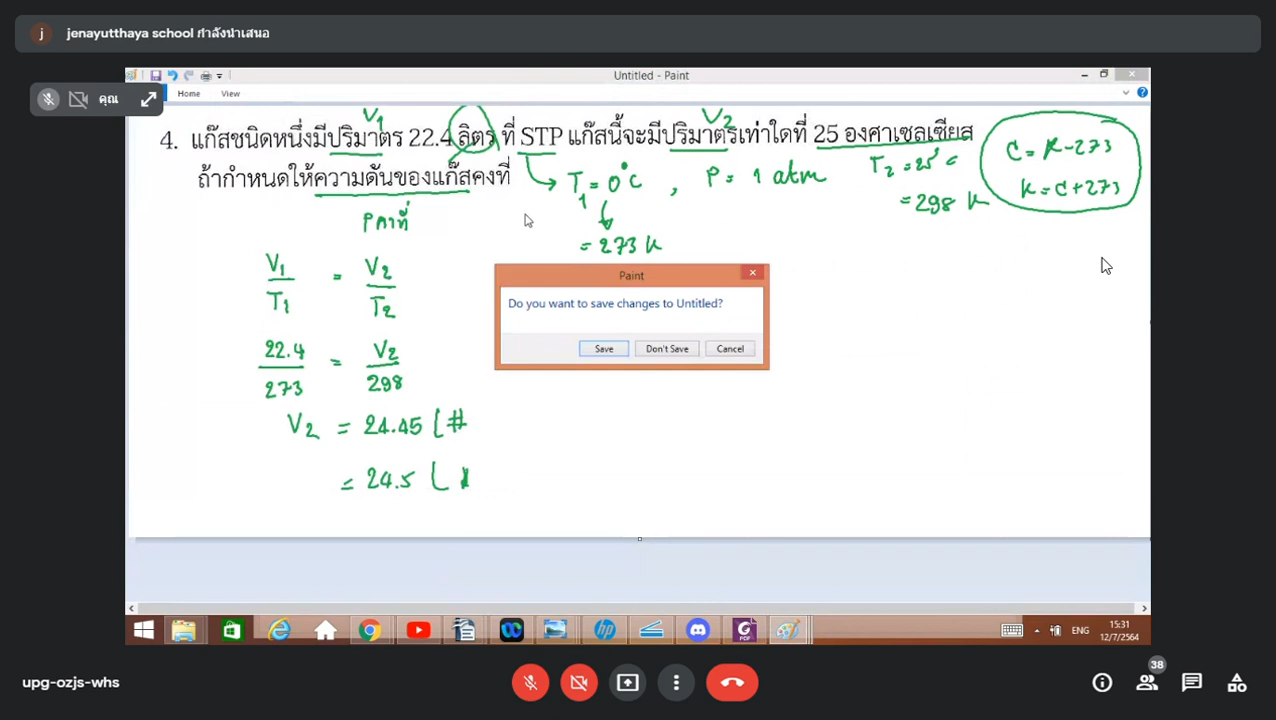 j jenayutthaya school กำลังนำเสนอ
Untitled - Paint
คุณ
Home View
V1 V2
4. แก๊สชนิดหนึ่งมีปริมาตร 22.4 ลิตร ที่ STP แก๊สนี้จะมีปริมาตรเท่าใดที่ 25 องศาเซลเซียส
ถ้ากำหนดให้ความดันของแก๊สคงที่
T1 = 0°C , P = 1 atm
= 273 K
T2 = 25°C
= 298 K
C = K-273
K = C+273
P คงที่
V1/T1 = V2/T2
22.4/273 = V2/298
V2 = 24.45 L #
= 24.5 L
Paint
Do you want to save changes to Untitled?
Save Don't Save Cancel
ENG
15:31
12/7/2564
upg-ozjs-whs
38